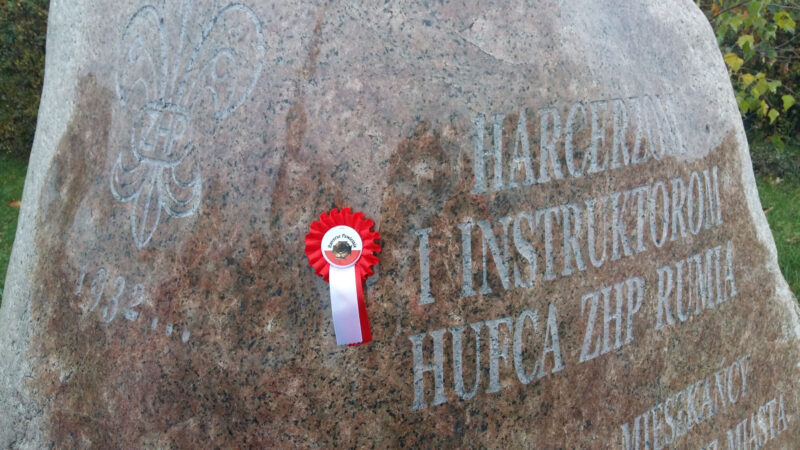 ZHP
1932...
HARCERZOM
I INSTRUKTOROM
HUFCA ZHP RUMIA
MIESZKAŃCY
MIASTA